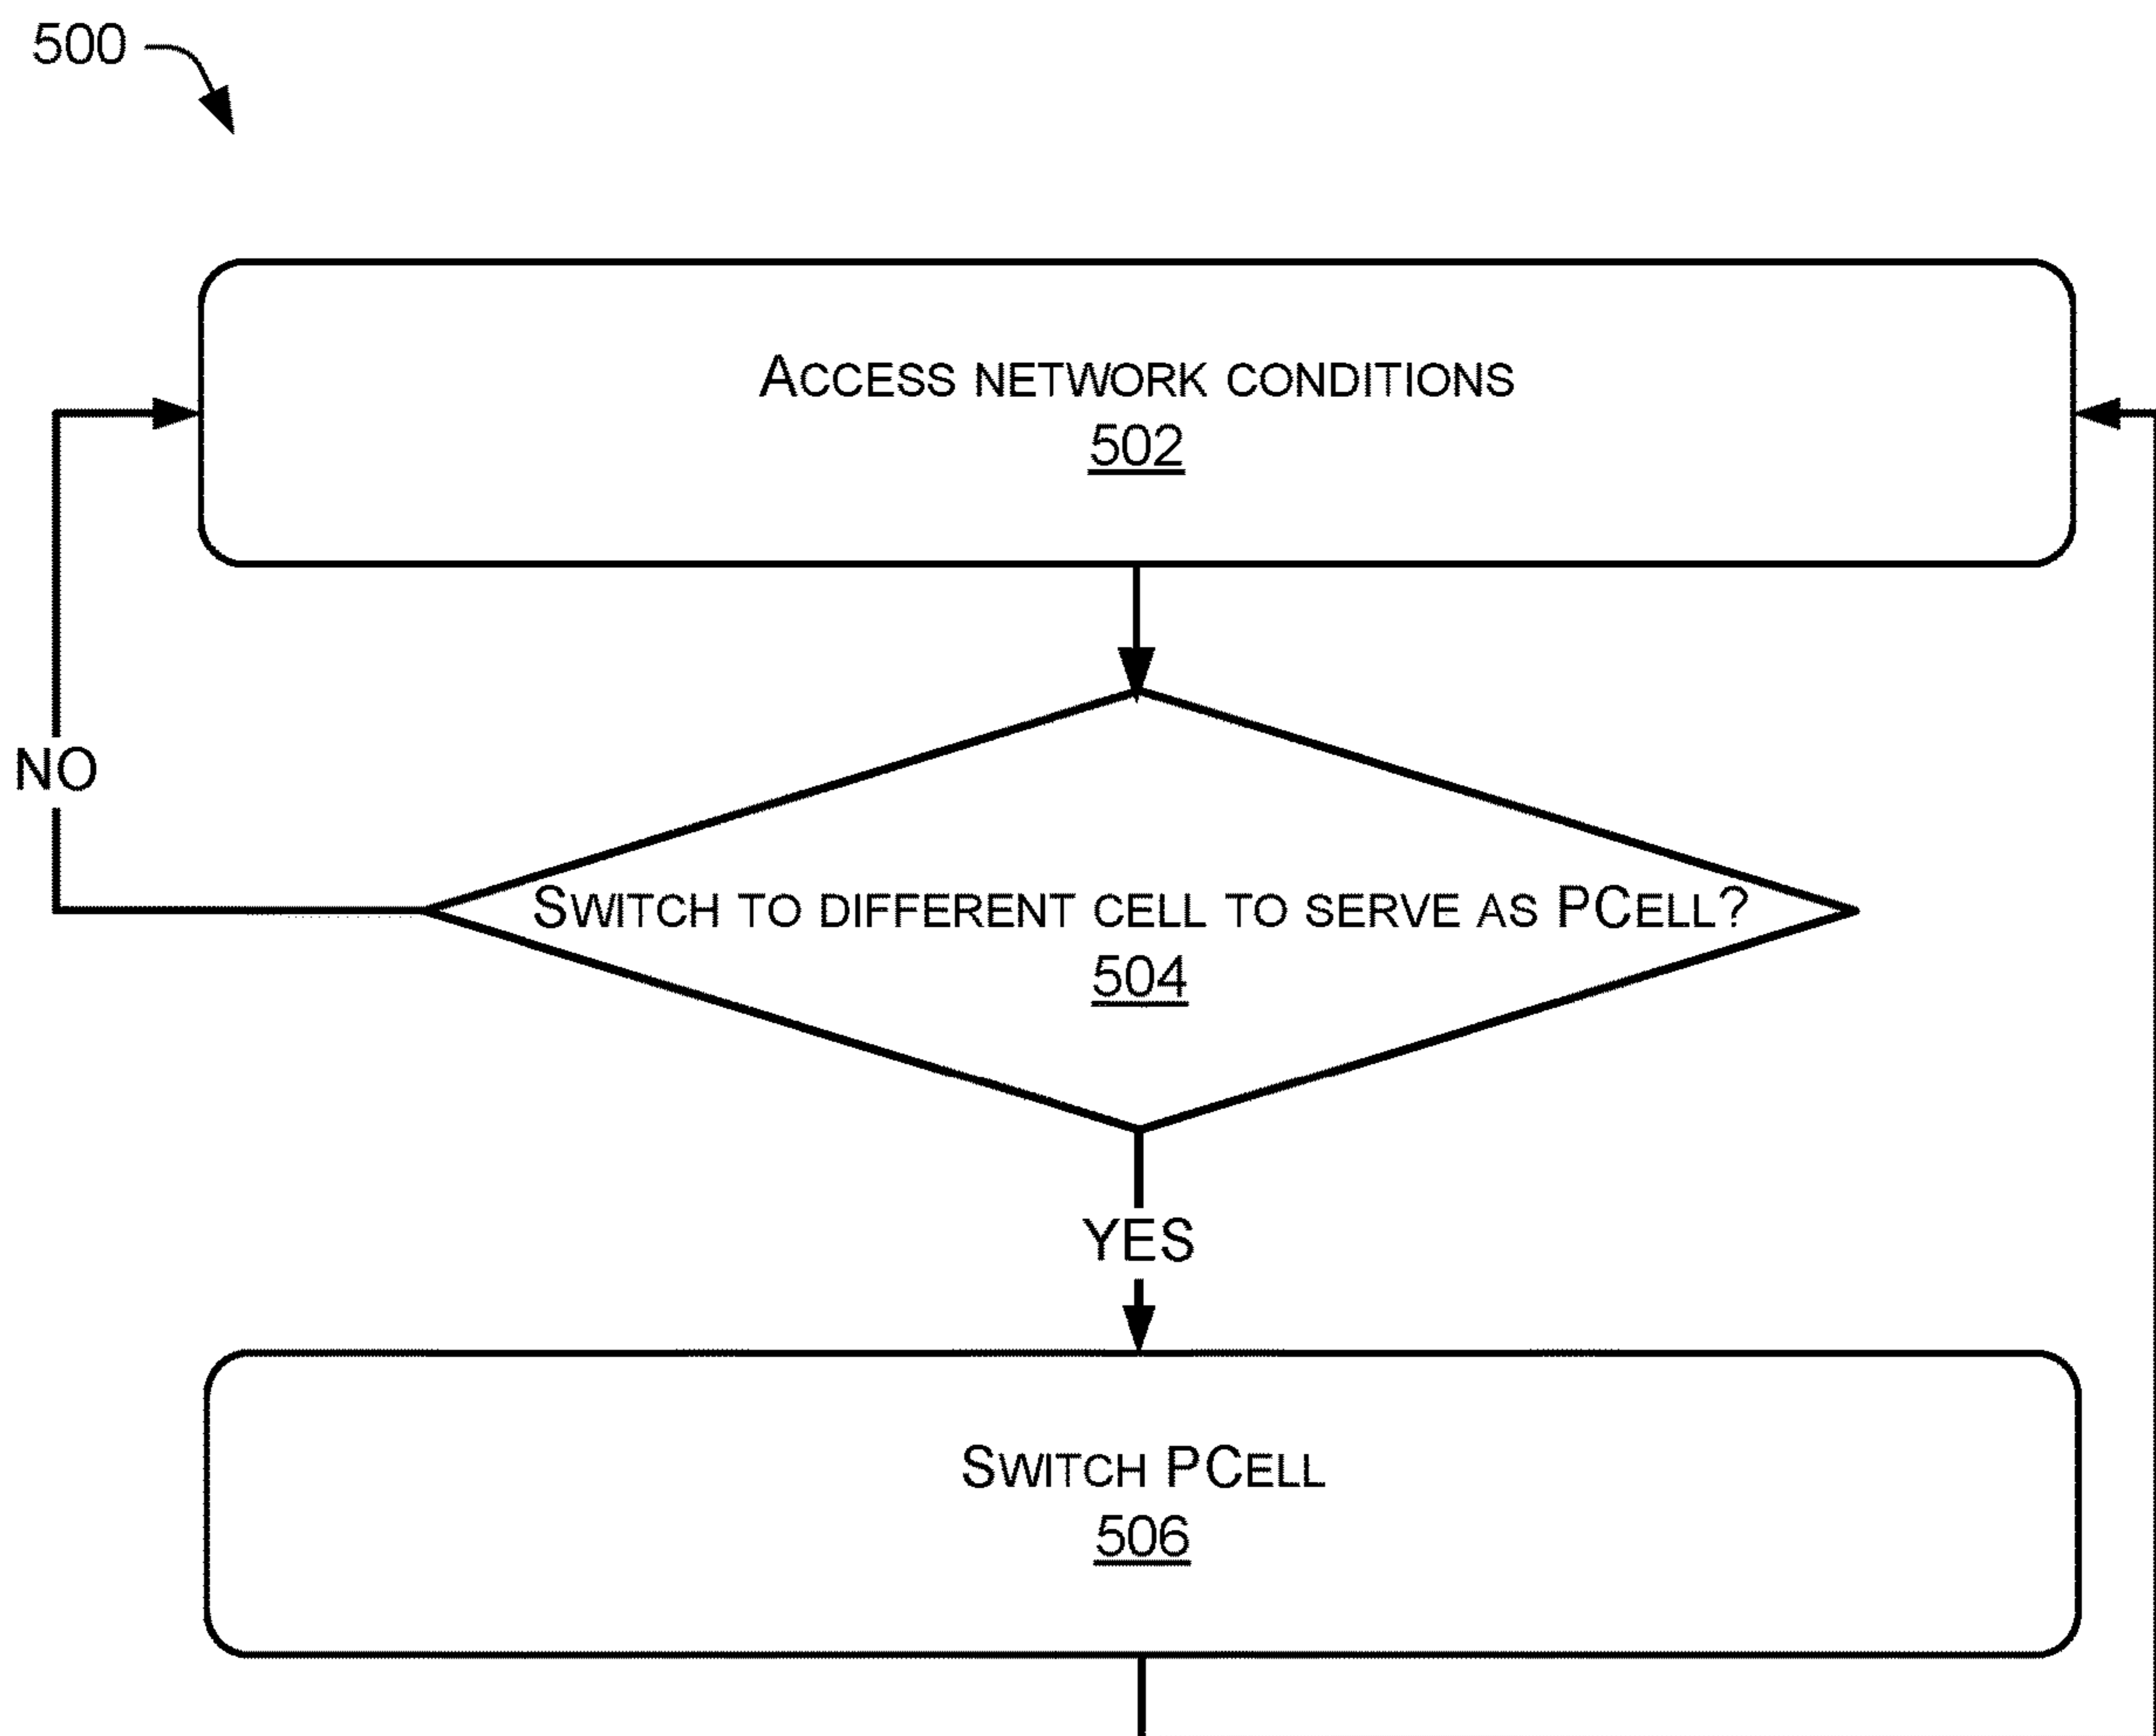 500
ACCESS NETWORK CONDITIONS
502
NO
SWITCH TO DIFFERENT CELL TO SERVE AS PCELL?
504
YES
SWITCH PCELL
506